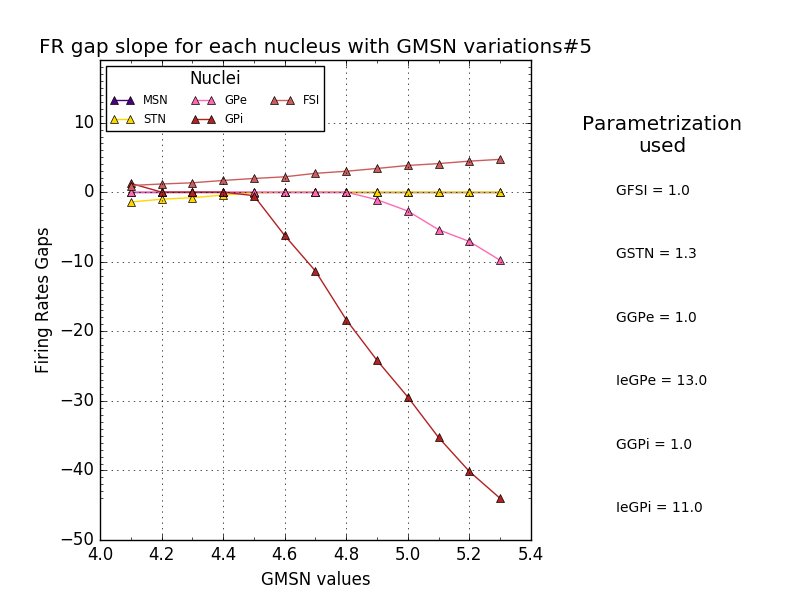 FR gap slope for each nucleus with GMSN variations#5
Nuclei
MSN GPe FSI
STN GPi
Firing Rates Gaps
10
0
−10
−20
−30
−40
−50
4.0 4.2 4.4 4.6 4.8 5.0 5.2 5.4
GMSN values
Parametrization
used
GFSI = 1.0
GSTN = 1.3
GGPe = 1.0
IeGPe = 13.0
GGPi = 1.0
IeGPi = 11.0